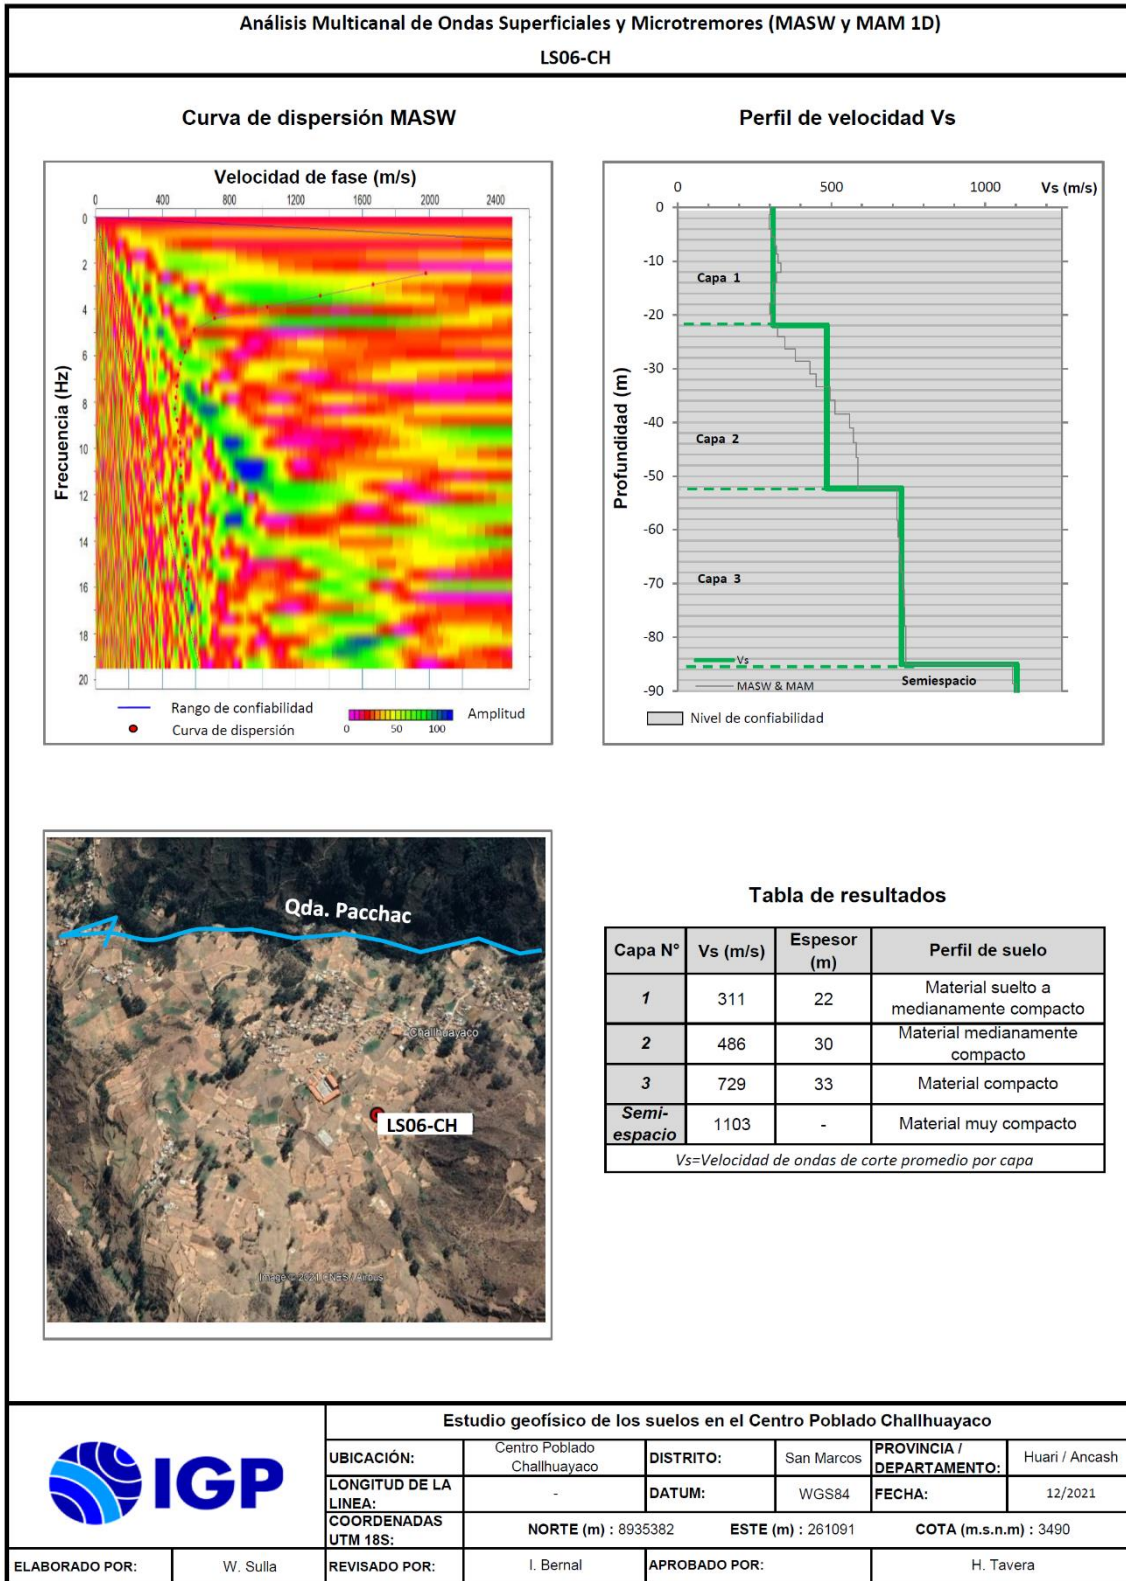 Análisis Multicanal de Ondas Superficiales y Microtremores (MASW y MAM 1D)
LS06-CH
Curva de dispersión MASW
Velocidad de fase (m/s)
0 400 800 1200 1600 2000 2400
Frecuencia (Hz)
0
2
4
6
8
10
12
14
16
18
20
Rango de confiabilidad
Curva de dispersión
0 50 100
Amplitud
Perfil de velocidad Vs
0 500 1000 Vs (m/s)
Profundidad (m)
0
-10
-20
-30
-40
-50
-60
-70
-80
-90
Capa 1
Capa 2
Capa 3
Semiespacio
Vs
MASW & MAM
Nivel de confiabilidad
Qda. Pacchac
Challhuayaco
LS06-CH
Image © 2021 CNES / Airbus
Tabla de resultados
Capa N° Vs (m/s) Espesor (m) Perfil de suelo
1 311 22 Material suelto a medianamente compacto
2 486 30 Material medianamente compacto
3 729 33 Material compacto
Semi-espacio 1103 - Material muy compacto
Vs=Velocidad de ondas de corte promedio por capa
IGP
Estudio geofísico de los suelos en el Centro Poblado Challhuayaco
UBICACIÓN: Centro Poblado Challhuayaco DISTRITO: San Marcos PROVINCIA / DEPARTAMENTO: Huari / Ancash
LONGITUD DE LA LINEA: - DATUM: WGS84 FECHA: 12/2021
COORDENADAS UTM 18S: NORTE (m) : 8935382 ESTE (m) : 261091 COTA (m.s.n.m) : 3490
ELABORADO POR: W. Sulla REVISADO POR: I. Bernal APROBADO POR: H. Tavera